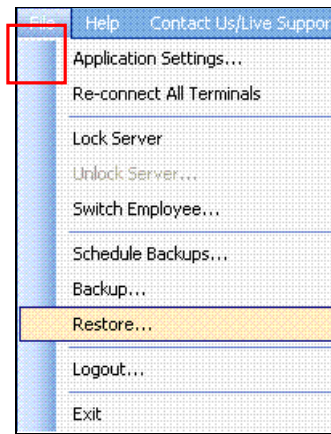 File Help Contact Us/Live Suppor
Application Settings...
Re-connect All Terminals
Lock Server
Unlock Server...
Switch Employee...
Schedule Backups...
Backup...
Restore...
Logout...
Exit